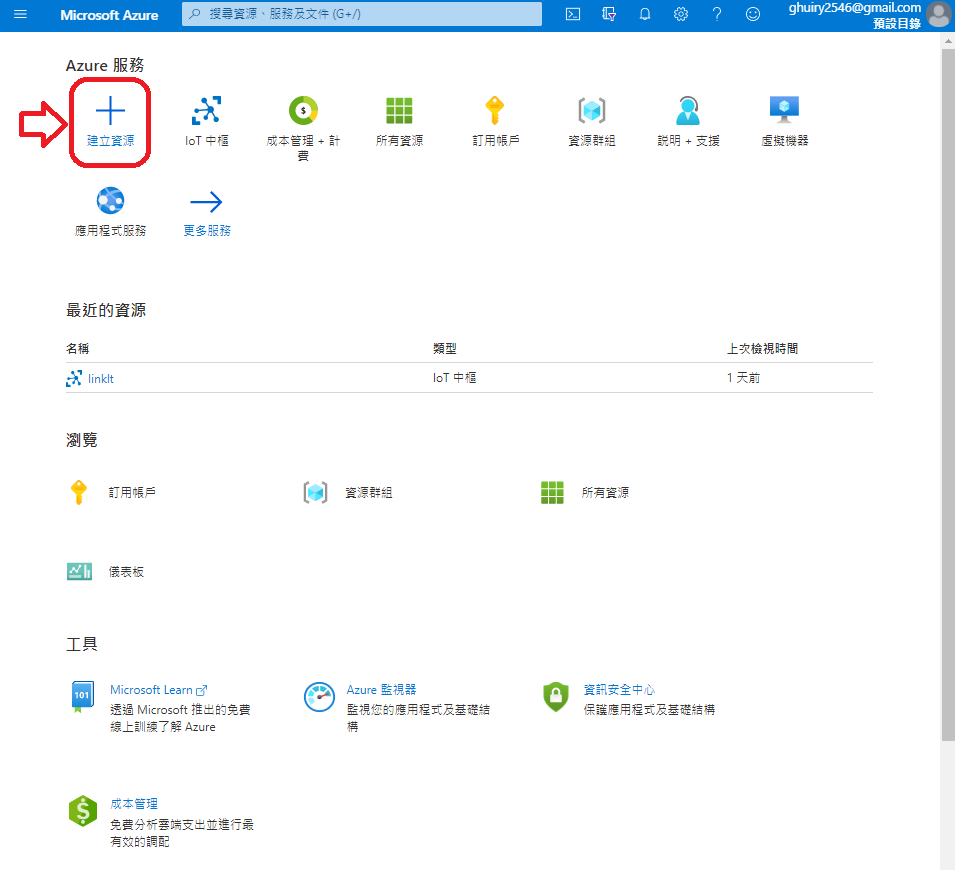 Microsoft Azure
搜尋資源、服務及文件 (G+/)
ghuiry2546@gmail.com
預設目錄
Azure 服務
建立資源
IoT 中樞
成本管理 + 計
費
所有資源
訂用帳戶
資源群組
說明 + 支援
虛擬機器
應用程式服務
更多服務
最近的資源
名稱 類型 上次檢視時間
linkIt IoT 中樞 1 天前
瀏覽
訂用帳戶
資源群組
所有資源
儀表板
工具
Microsoft Learn
透過 Microsoft 推出的免費
線上訓練了解 Azure
Azure 監視器
監視您的應用程式及基礎結
構
資訊安全中心
保護應用程式及基礎結構
101
成本管理
免費分析雲端支出並進行最
有效的調配